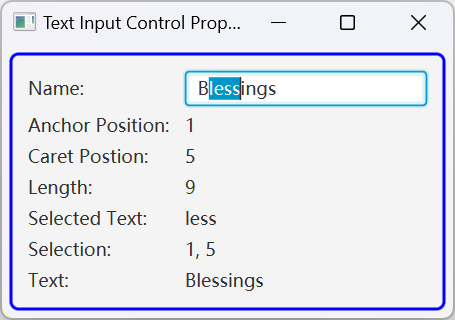 Text Input Control Prop...
Name: Blessings
Anchor Position: 1
Caret Postion: 5
Length: 9
Selected Text: less
Selection: 1, 5
Text: Blessings